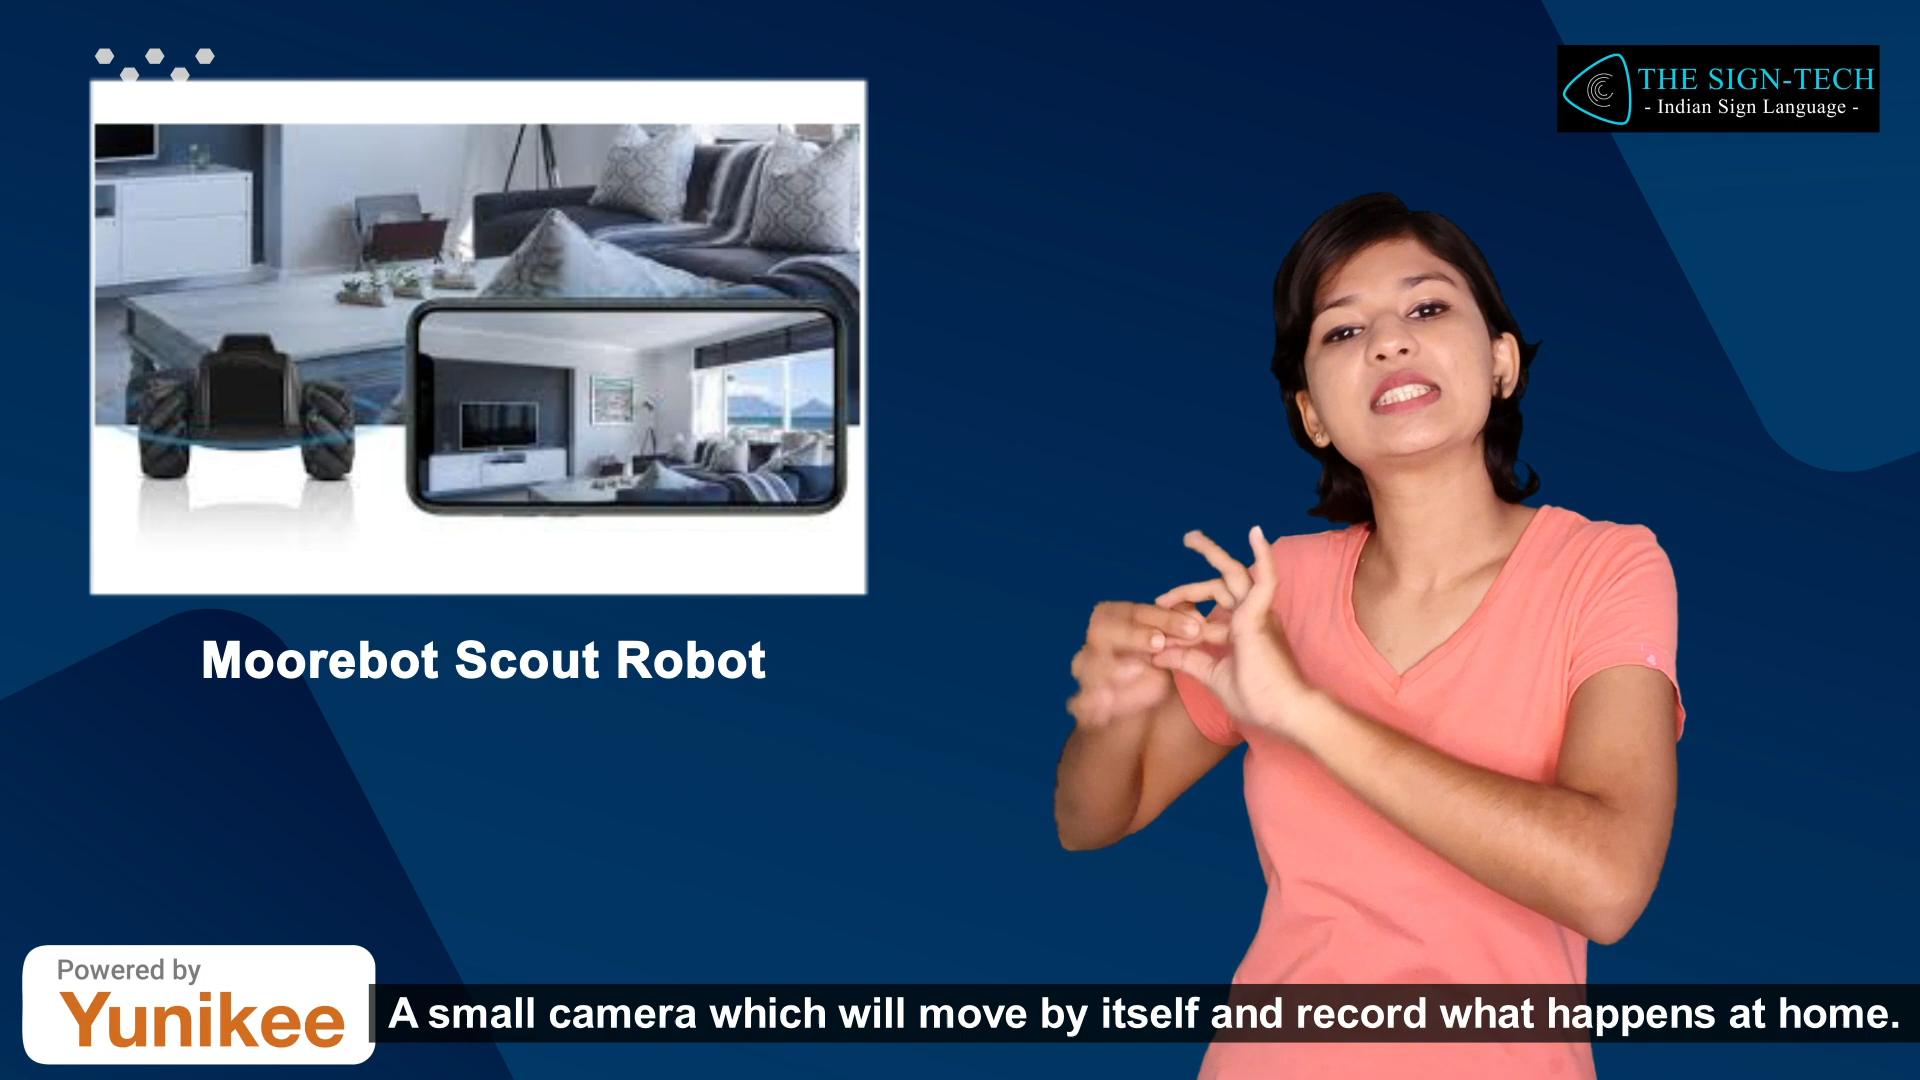 THE SIGN-TECH
- Indian Sign Language -
Moorebot Scout Robot
Powered by
Yunikee
A small camera which will move by itself and record what happens at home.